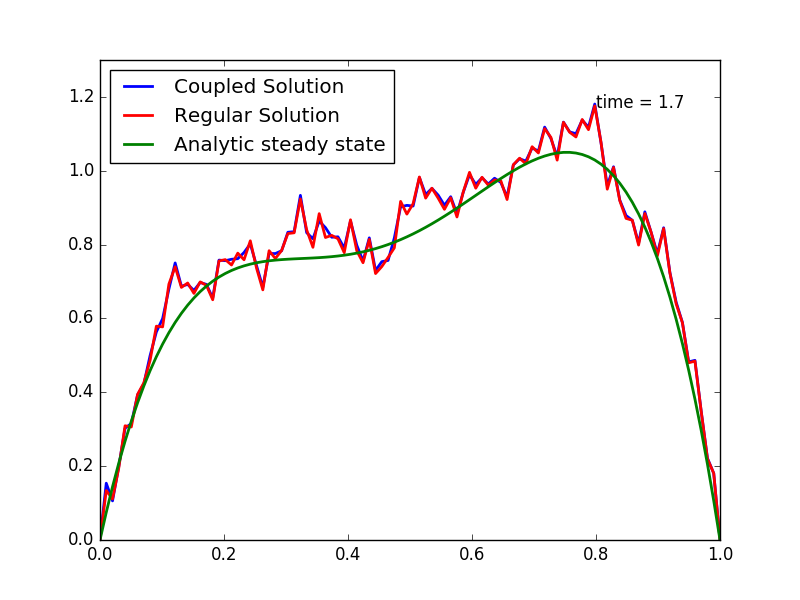 Coupled Solution
Regular Solution
Analytic steady state
time = 1.7
1.2
1.0
0.8
0.6
0.4
0.2
0.0
0.0 0.2 0.4 0.6 0.8 1.0